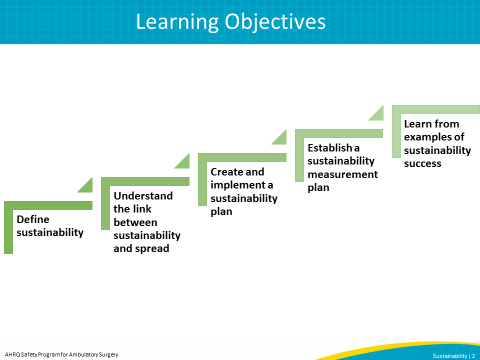 Learning Objectives
Define
sustainability
Understand
the link
between
sustainability
and spread
Create and
implement a
sustainability
plan
Establish a
sustainability
measurement
plan
Learn from
examples of
sustainability
success
AHRQ Safety Program for Ambulatory Surgery
Sustainability | 2